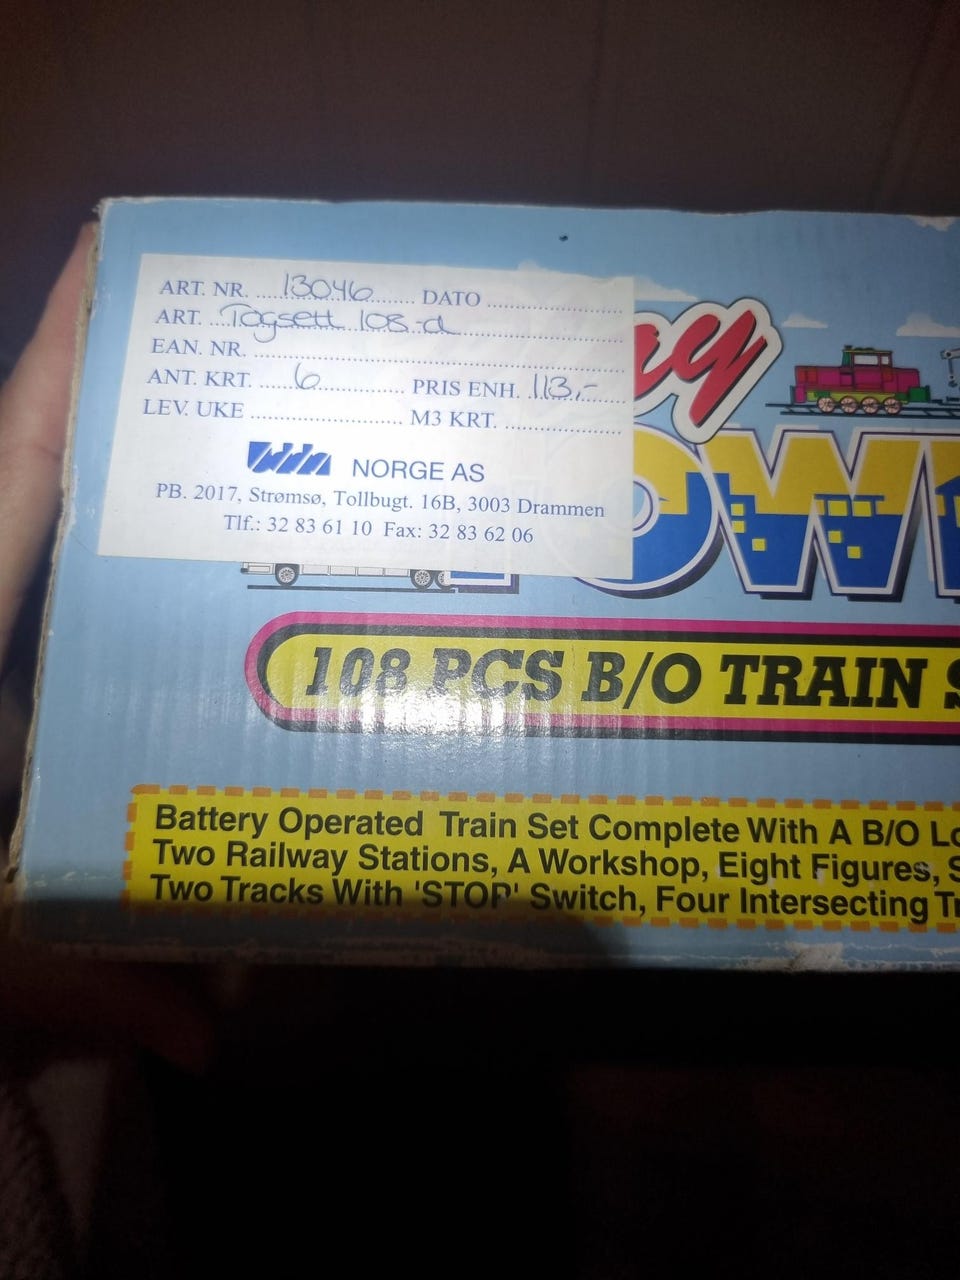 ART. NR. 13046 DATO
ART. Togsett 108-d
EAN. NR.
ANT. KRT. 6 PRIS ENH. 113,-
LEV. UKE M3 KRT.
NORGE AS
PB. 2017, Strømsø, Tollbugt. 16B, 3003 Drammen
Tlf.: 32 83 61 10 Fax: 32 83 62 06
108 PCS B/O TRAIN S
Battery Operated Train Set Complete With A B/O Lo
Two Railway Stations, A Workshop, Eight Figures, S
Two Tracks With 'STOP' Switch, Four Intersecting Tr